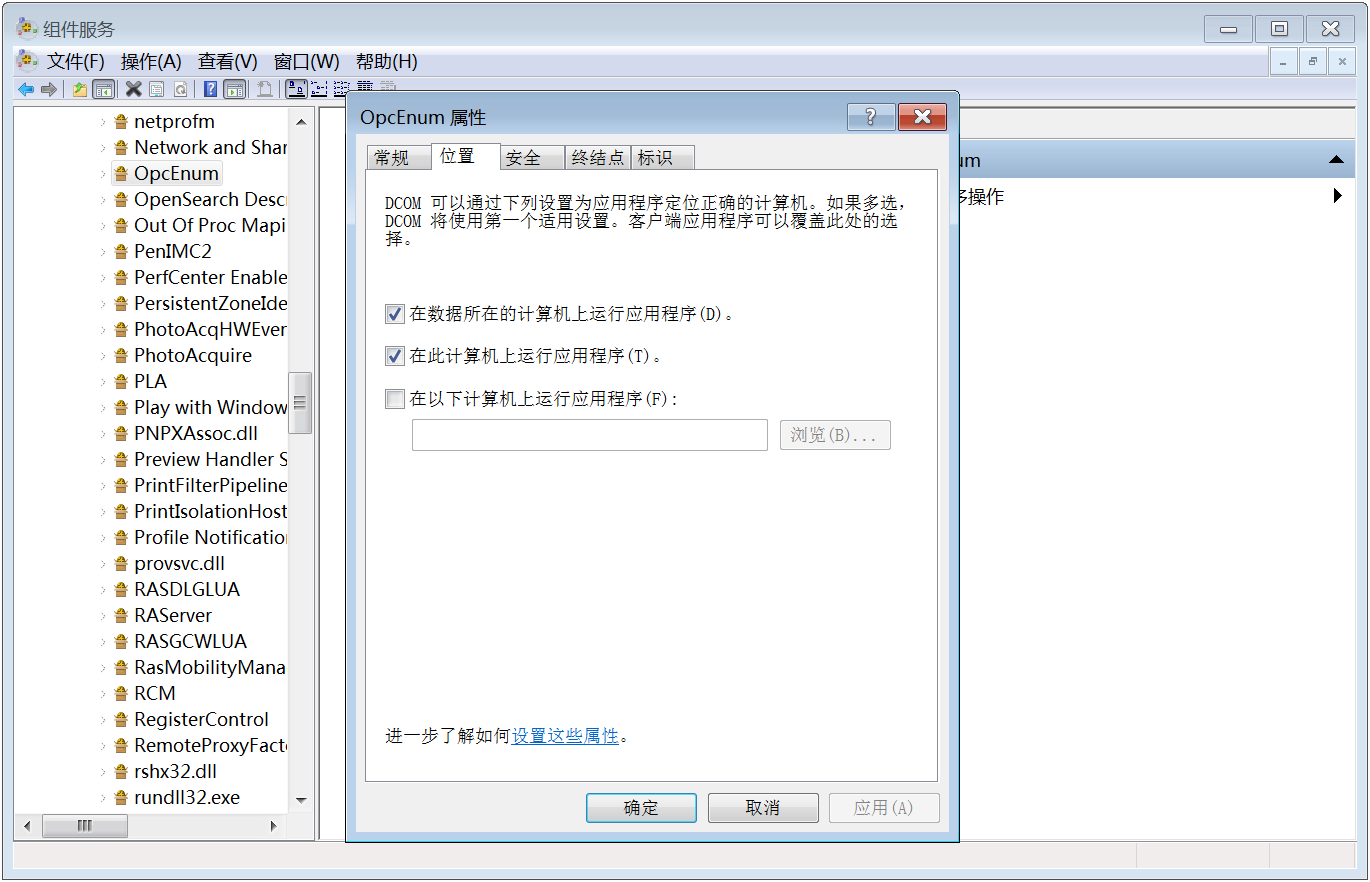 组件服务
文件(F) 操作(A) 查看(V) 窗口(W) 帮助(H)
netprofm
Network and Shar
OpcEnum
OpenSearch Desc
Out Of Proc Mapi
PenIMC2
PerfCenter Enable
PersistentZoneIde
PhotoAcqHWEver
PhotoAcquire
PLA
Play with Window
PNPXAssoc.dll
Preview Handler S
PrintFilterPipeline
PrintIsolationHost
Profile Notificatio
provsvc.dll
RASDLGLUA
RAServer
RASGCWLUA
RasMobilityMana
RCM
RegisterControl
RemoteProxyFact
rshx32.dll
rundll32.exe
OpcEnum 属性
常规 位置 安全 终结点 标识
DCOM 可以通过下列设置为应用程序定位正确的计算机。如果多选，
DCOM 将使用第一个适用设置。客户端应用程序可以覆盖此处的选
择。
在数据所在的计算机上运行应用程序(D)。
在此计算机上运行应用程序(T)。
在以下计算机上运行应用程序(F):
浏览(B)...
进一步了解如何设置这些属性。
确定 取消 应用(A)
um
操作